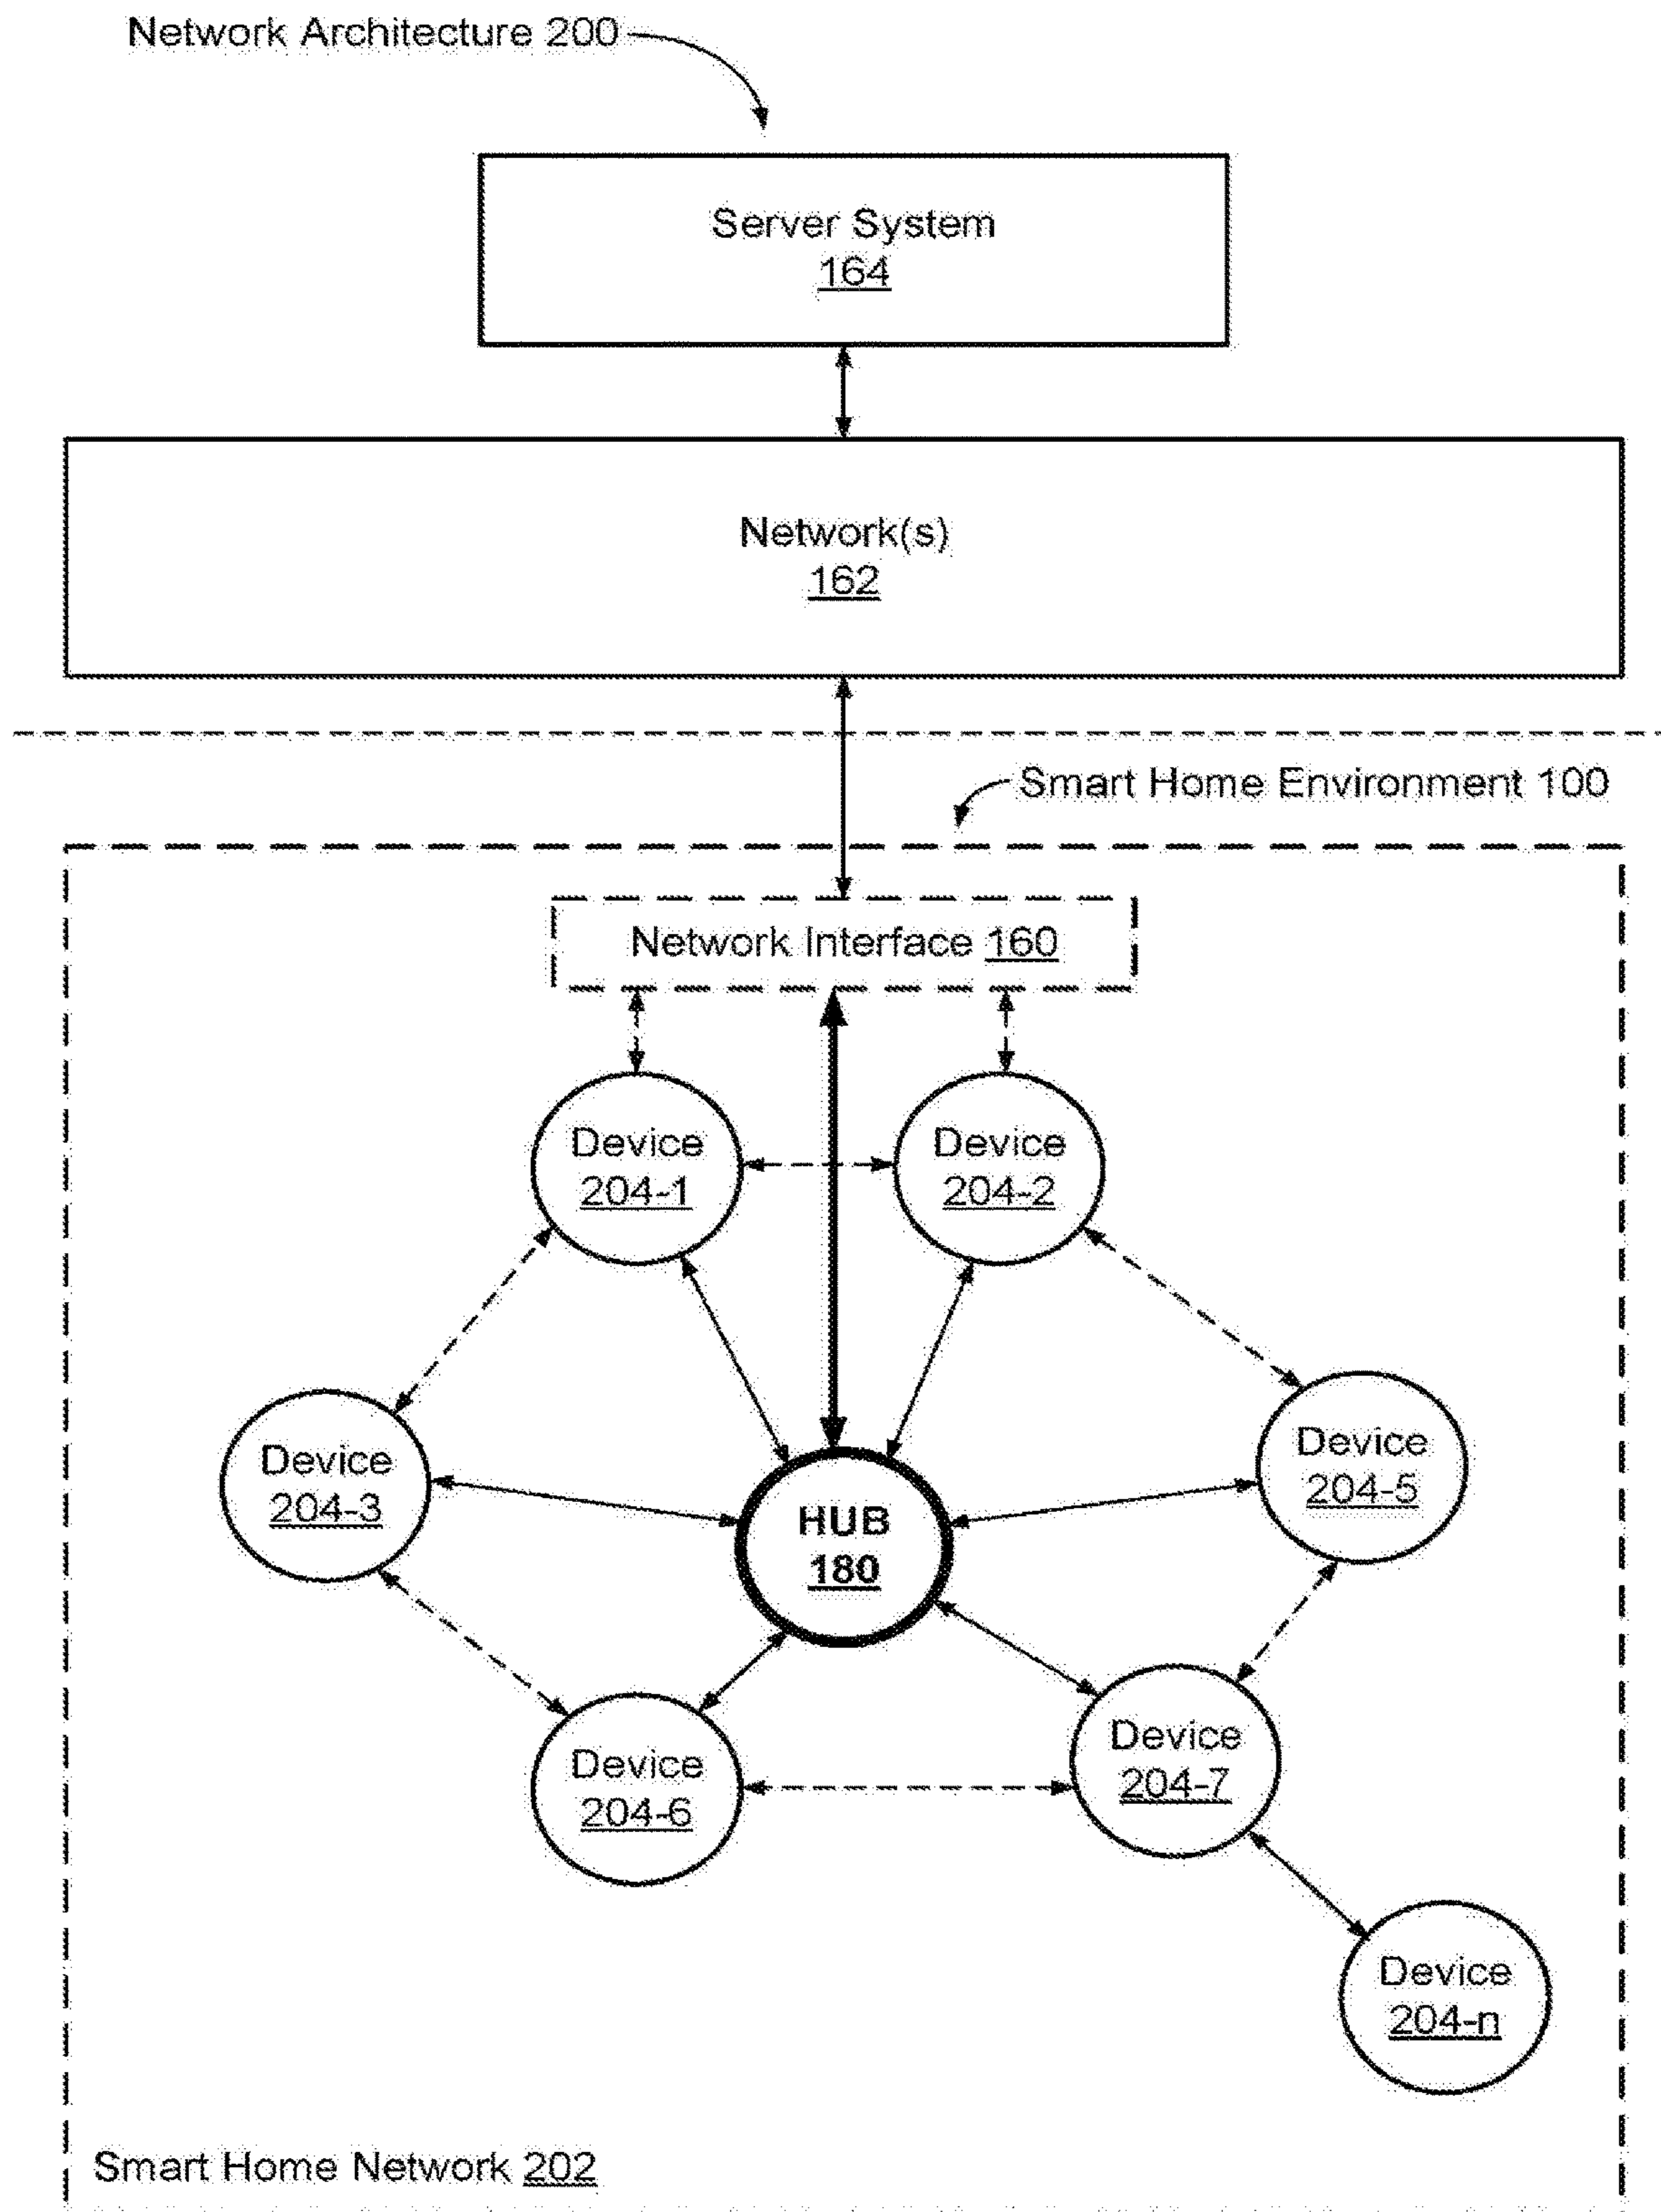 Network Architecture 200
Server System
164
Network(s)
162
Smart Home Environment 100
Network Interface 160
Device
204-1
Device
204-2
Device
204-3
Device
204-5
HUB
180
Device
204-6
Device
204-7
Device
204-n
Smart Home Network 202